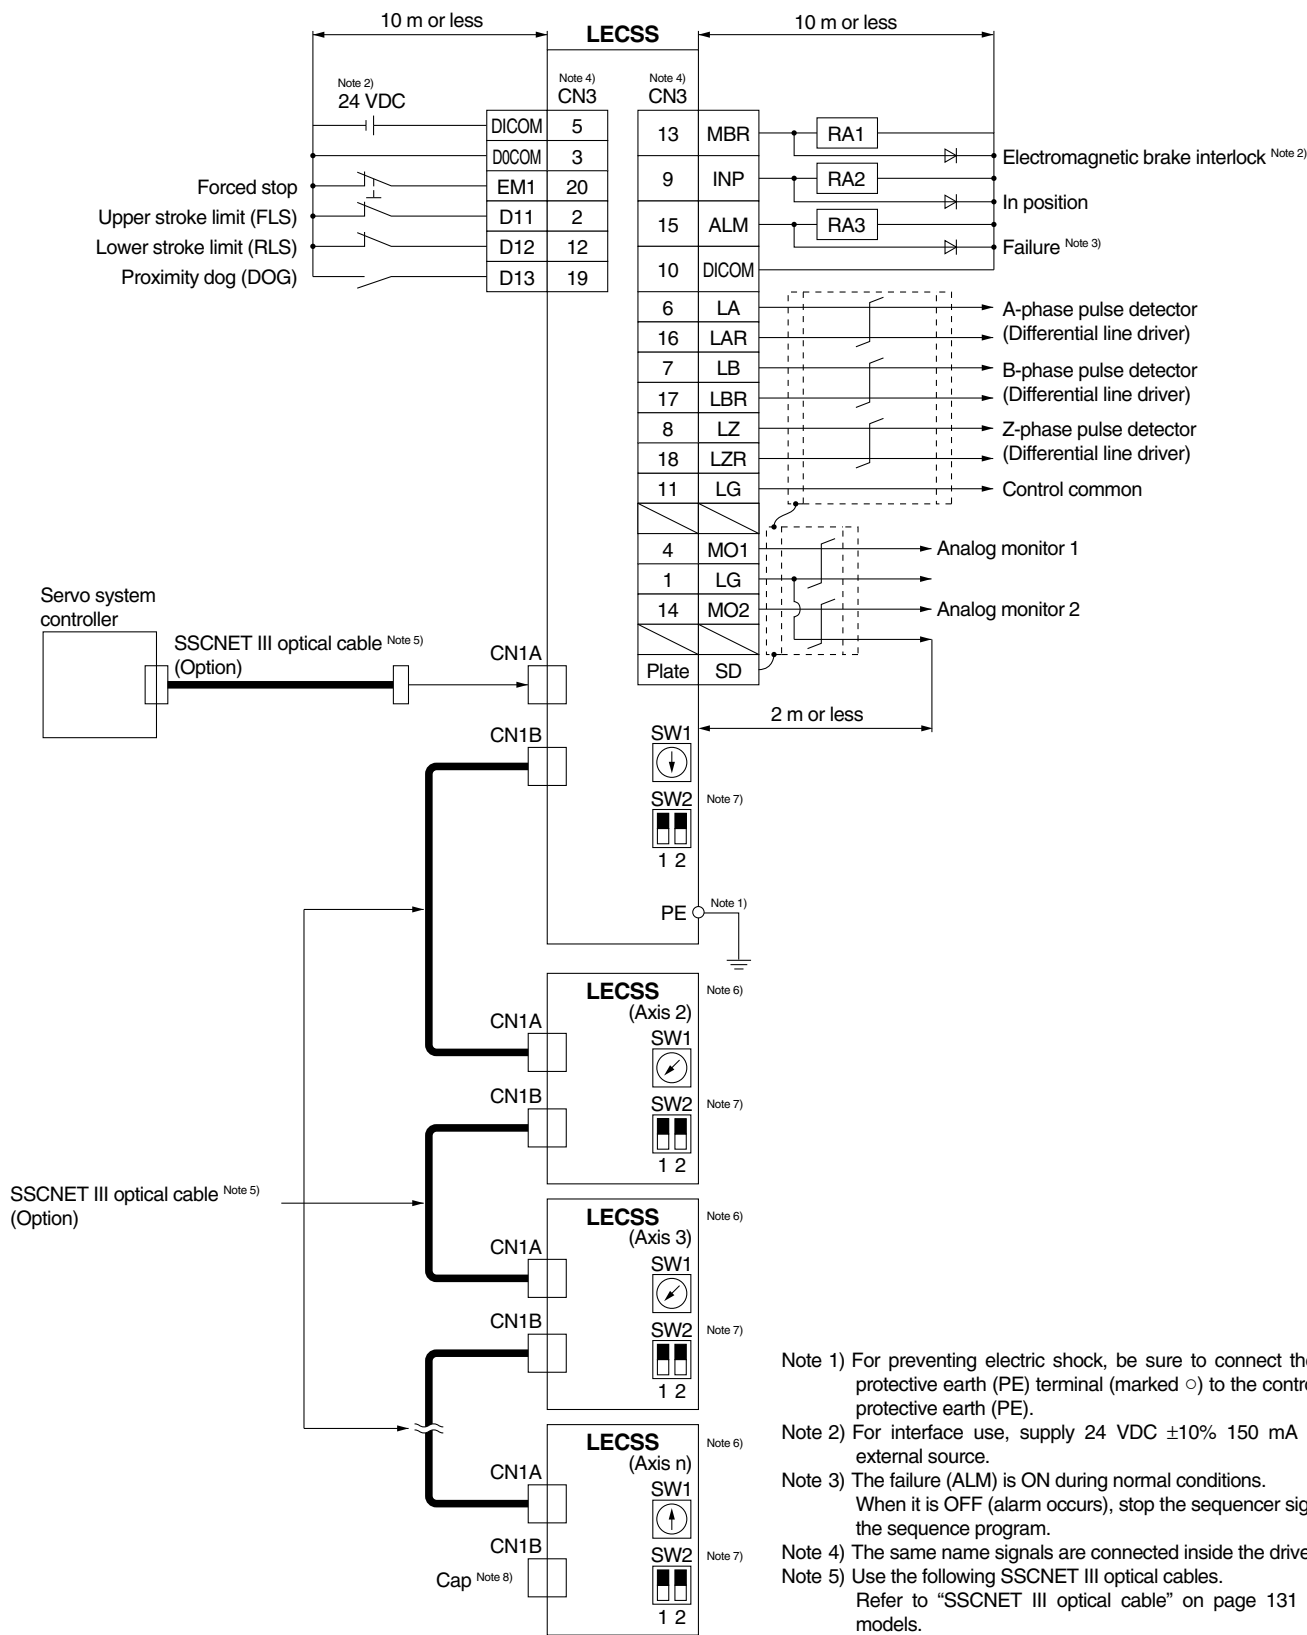 10 m or less
LECSS
10 m or less
Note 2)
24 VDC
Note 4)
CN3
Note 4)
CN3
DICOM 5
D0COM 3
Forced stop EM1 20
Upper stroke limit (FLS) D11 2
Lower stroke limit (RLS) D12 12
Proximity dog (DOG) D13 19
13 MBR RA1
Electromagnetic brake interlock Note 2)
9 INP RA2
In position
15 ALM RA3
Failure Note 3)
10 DICOM
6 LA A-phase pulse detector
16 LAR (Differential line driver)
7 LB B-phase pulse detector
17 LBR (Differential line driver)
8 LZ Z-phase pulse detector
18 LZR (Differential line driver)
11 LG Control common
4 MO1 Analog monitor 1
1 LG
14 MO2 Analog monitor 2
Plate SD
2 m or less
Servo system
controller
SSCNET III optical cable Note 5)
(Option)
CN1A
CN1B
SW1
SW2 Note 7)
1 2
PE Note 1)
LECSS Note 6)
(Axis 2)
CN1A
SW1
CN1B
SW2 Note 7)
1 2
SSCNET III optical cable Note 5)
(Option)
LECSS Note 6)
(Axis 3)
CN1A
SW1
CN1B
SW2 Note 7)
1 2
LECSS Note 6)
(Axis n)
CN1A
SW1
CN1B
Cap Note 8)
SW2 Note 7)
1 2
Note 1) For preventing electric shock, be sure to connect the
protective earth (PE) terminal (marked ○) to the contro
protective earth (PE).
Note 2) For interface use, supply 24 VDC ±10% 150 mA
external source.
Note 3) The failure (ALM) is ON during normal conditions.
When it is OFF (alarm occurs), stop the sequencer sig
the sequence program.
Note 4) The same name signals are connected inside the drive
Note 5) Use the following SSCNET III optical cables.
Refer to “SSCNET III optical cable” on page 131
models.